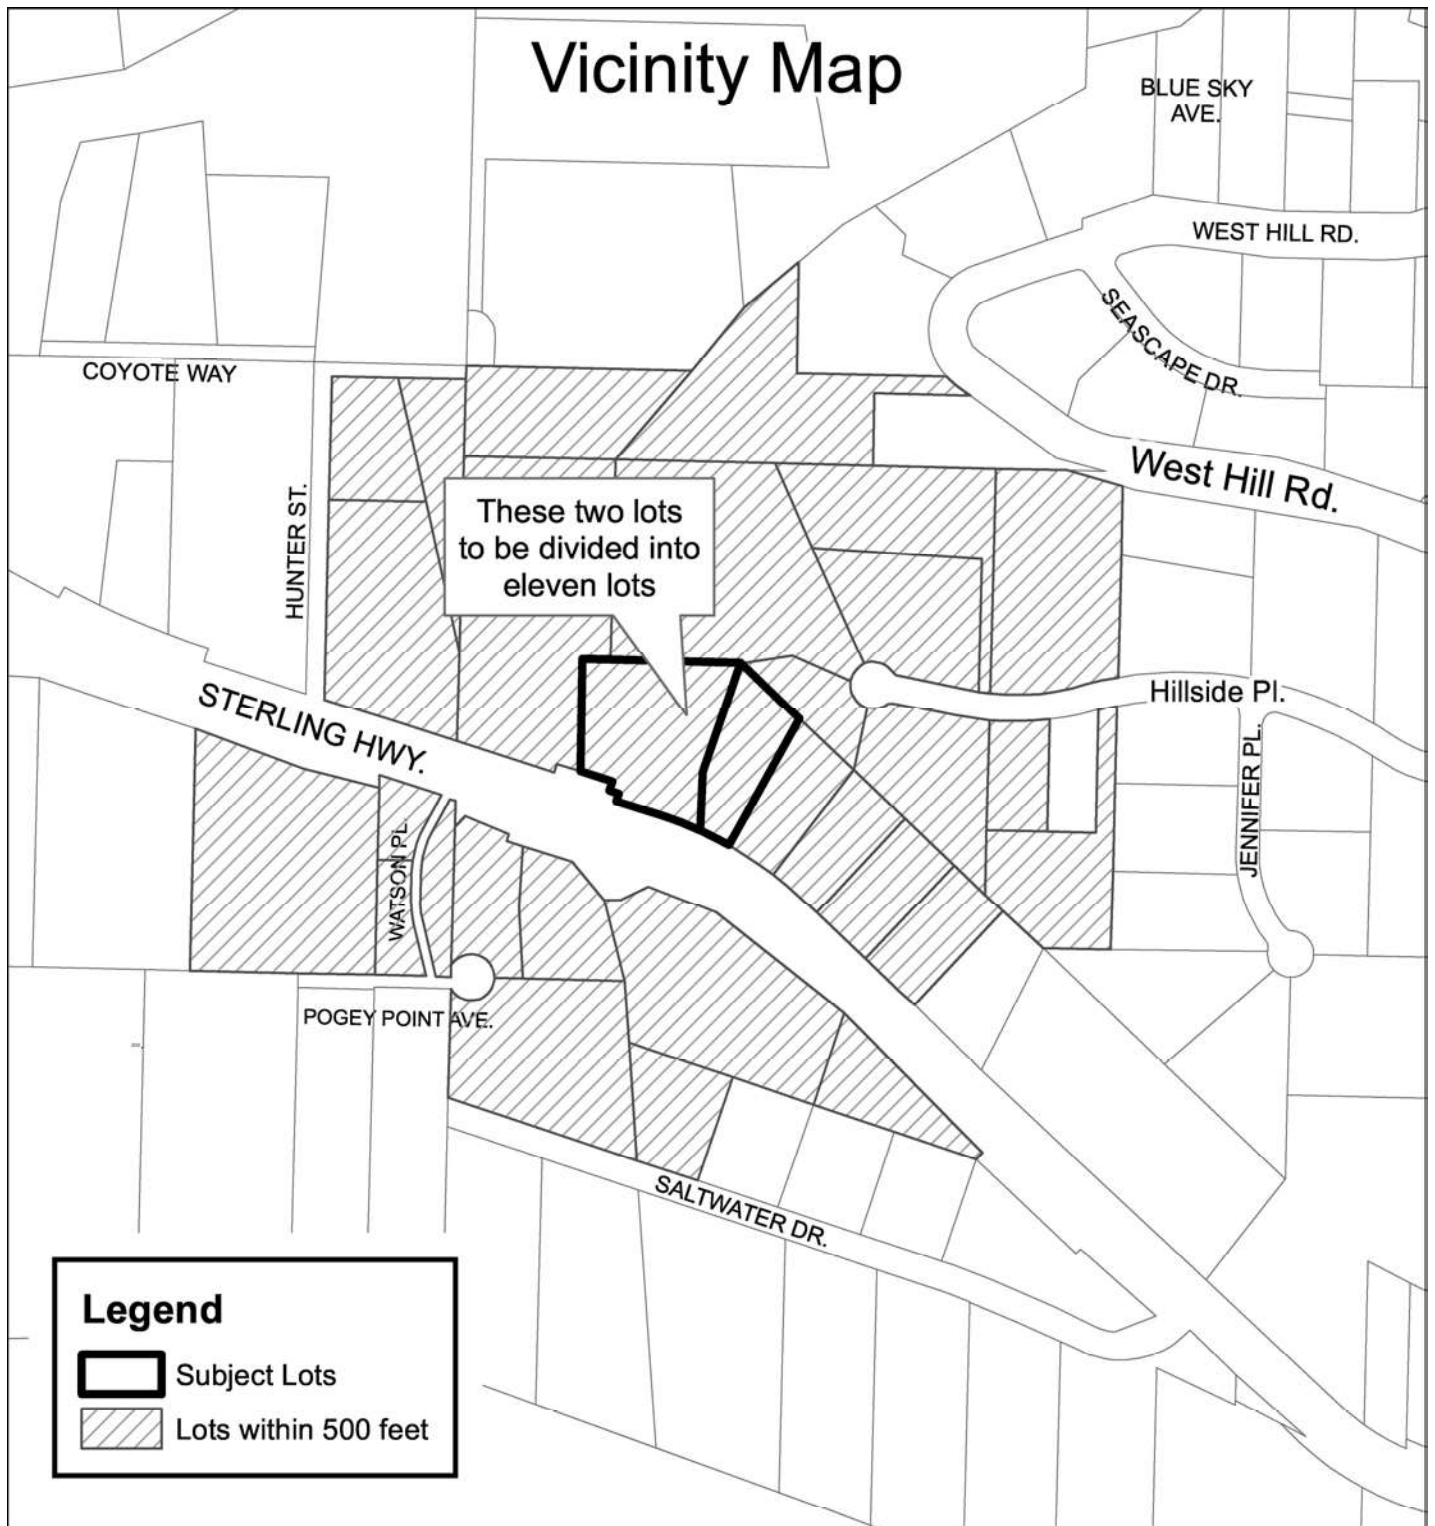 Vicinity Map
BLUE SKY
AVE.
WEST HILL RD.
SEASCAPE DR.
COYOTE WAY
West Hill Rd.
HUNTER ST.
These two lots
to be divided into
eleven lots
Hillside Pl.
STERLING HWY.
JENNIFER PL.
WATSON PL.
POGEY POINT AVE.
SALTWATER DR.
Legend
Subject Lots
Lots within 500 feet